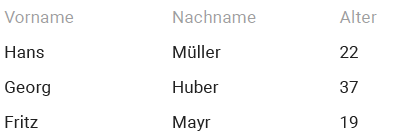 Vorname Nachname Alter
Hans Müller 22
Georg Huber 37
Fritz Mayr 19